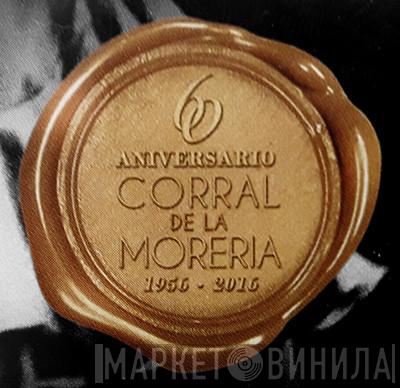 60
ANIVERSARIO
CORRAL
DE LA
MORERIA
1956 - 2016
МАРКЕТ ВИНИЛА